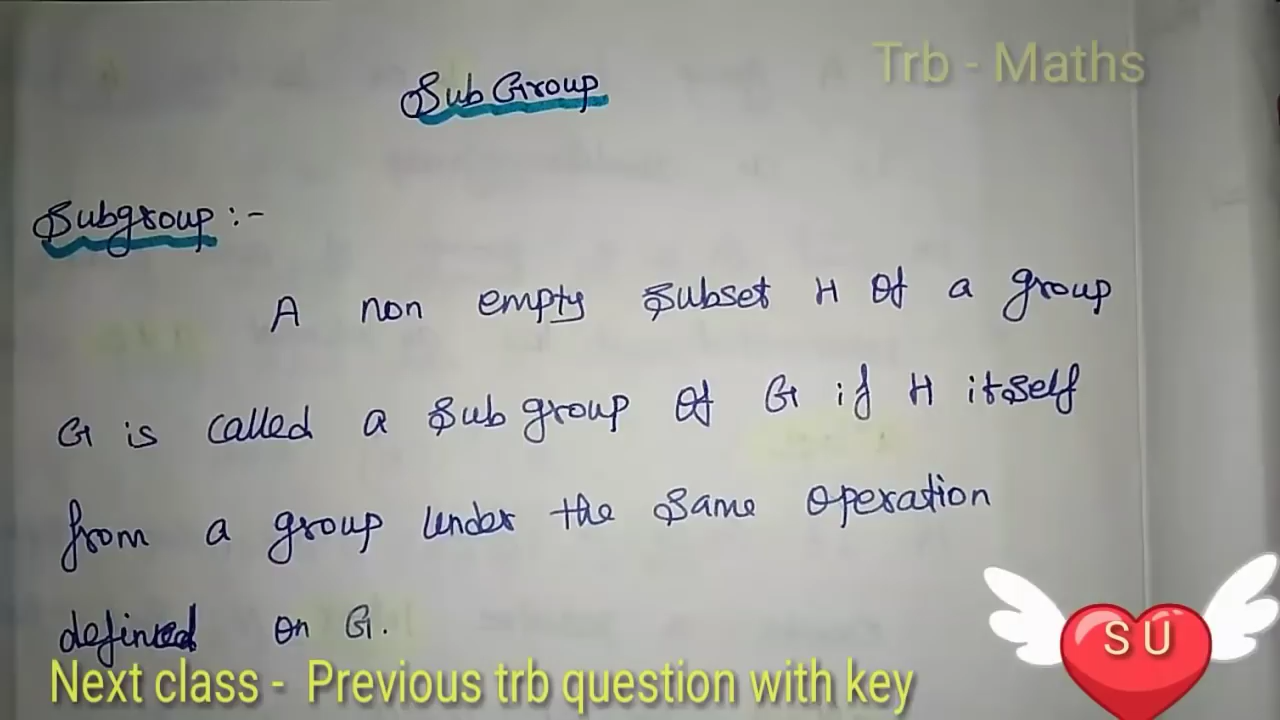 Trb - Maths
Sub Group
Subgroup :-
A non empty subset H of a group
G is called a sub group of G if H itself
from a group under the same operation
defined on G.
S U
Next class - Previous trb question with key